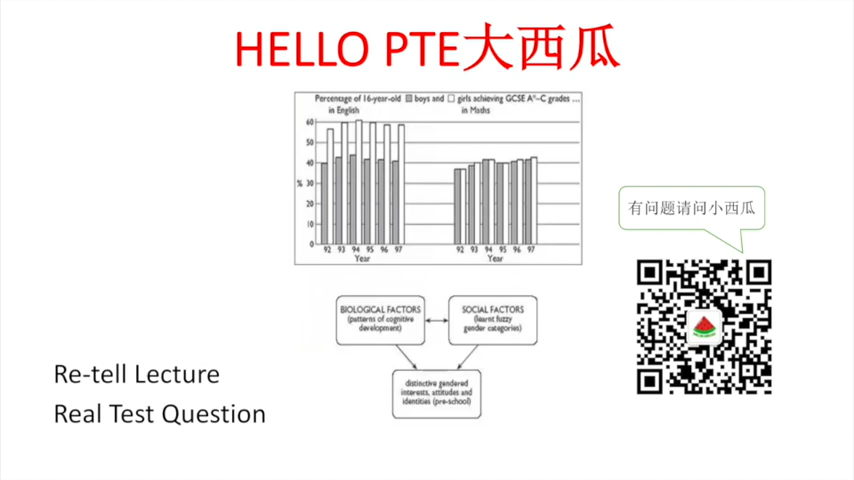 HELLO PTE大西瓜
Percentage of 16-year-old boys and girls achieving GCSE A*–C grades ...
in English
in Maths
60
50
40
% 30
20
10
0
92 93 94 95 96 97
Year
92 93 94 95 96 97
Year
有问题请问小西瓜
BIOLOGICAL FACTORS
(patterns of cognitive
development)
SOCIAL FACTORS
(learnt fuzzy
gender categories)
distinctive gendered
interests, attitudes and
identities (pre-school)
Re-tell Lecture
Real Test Question